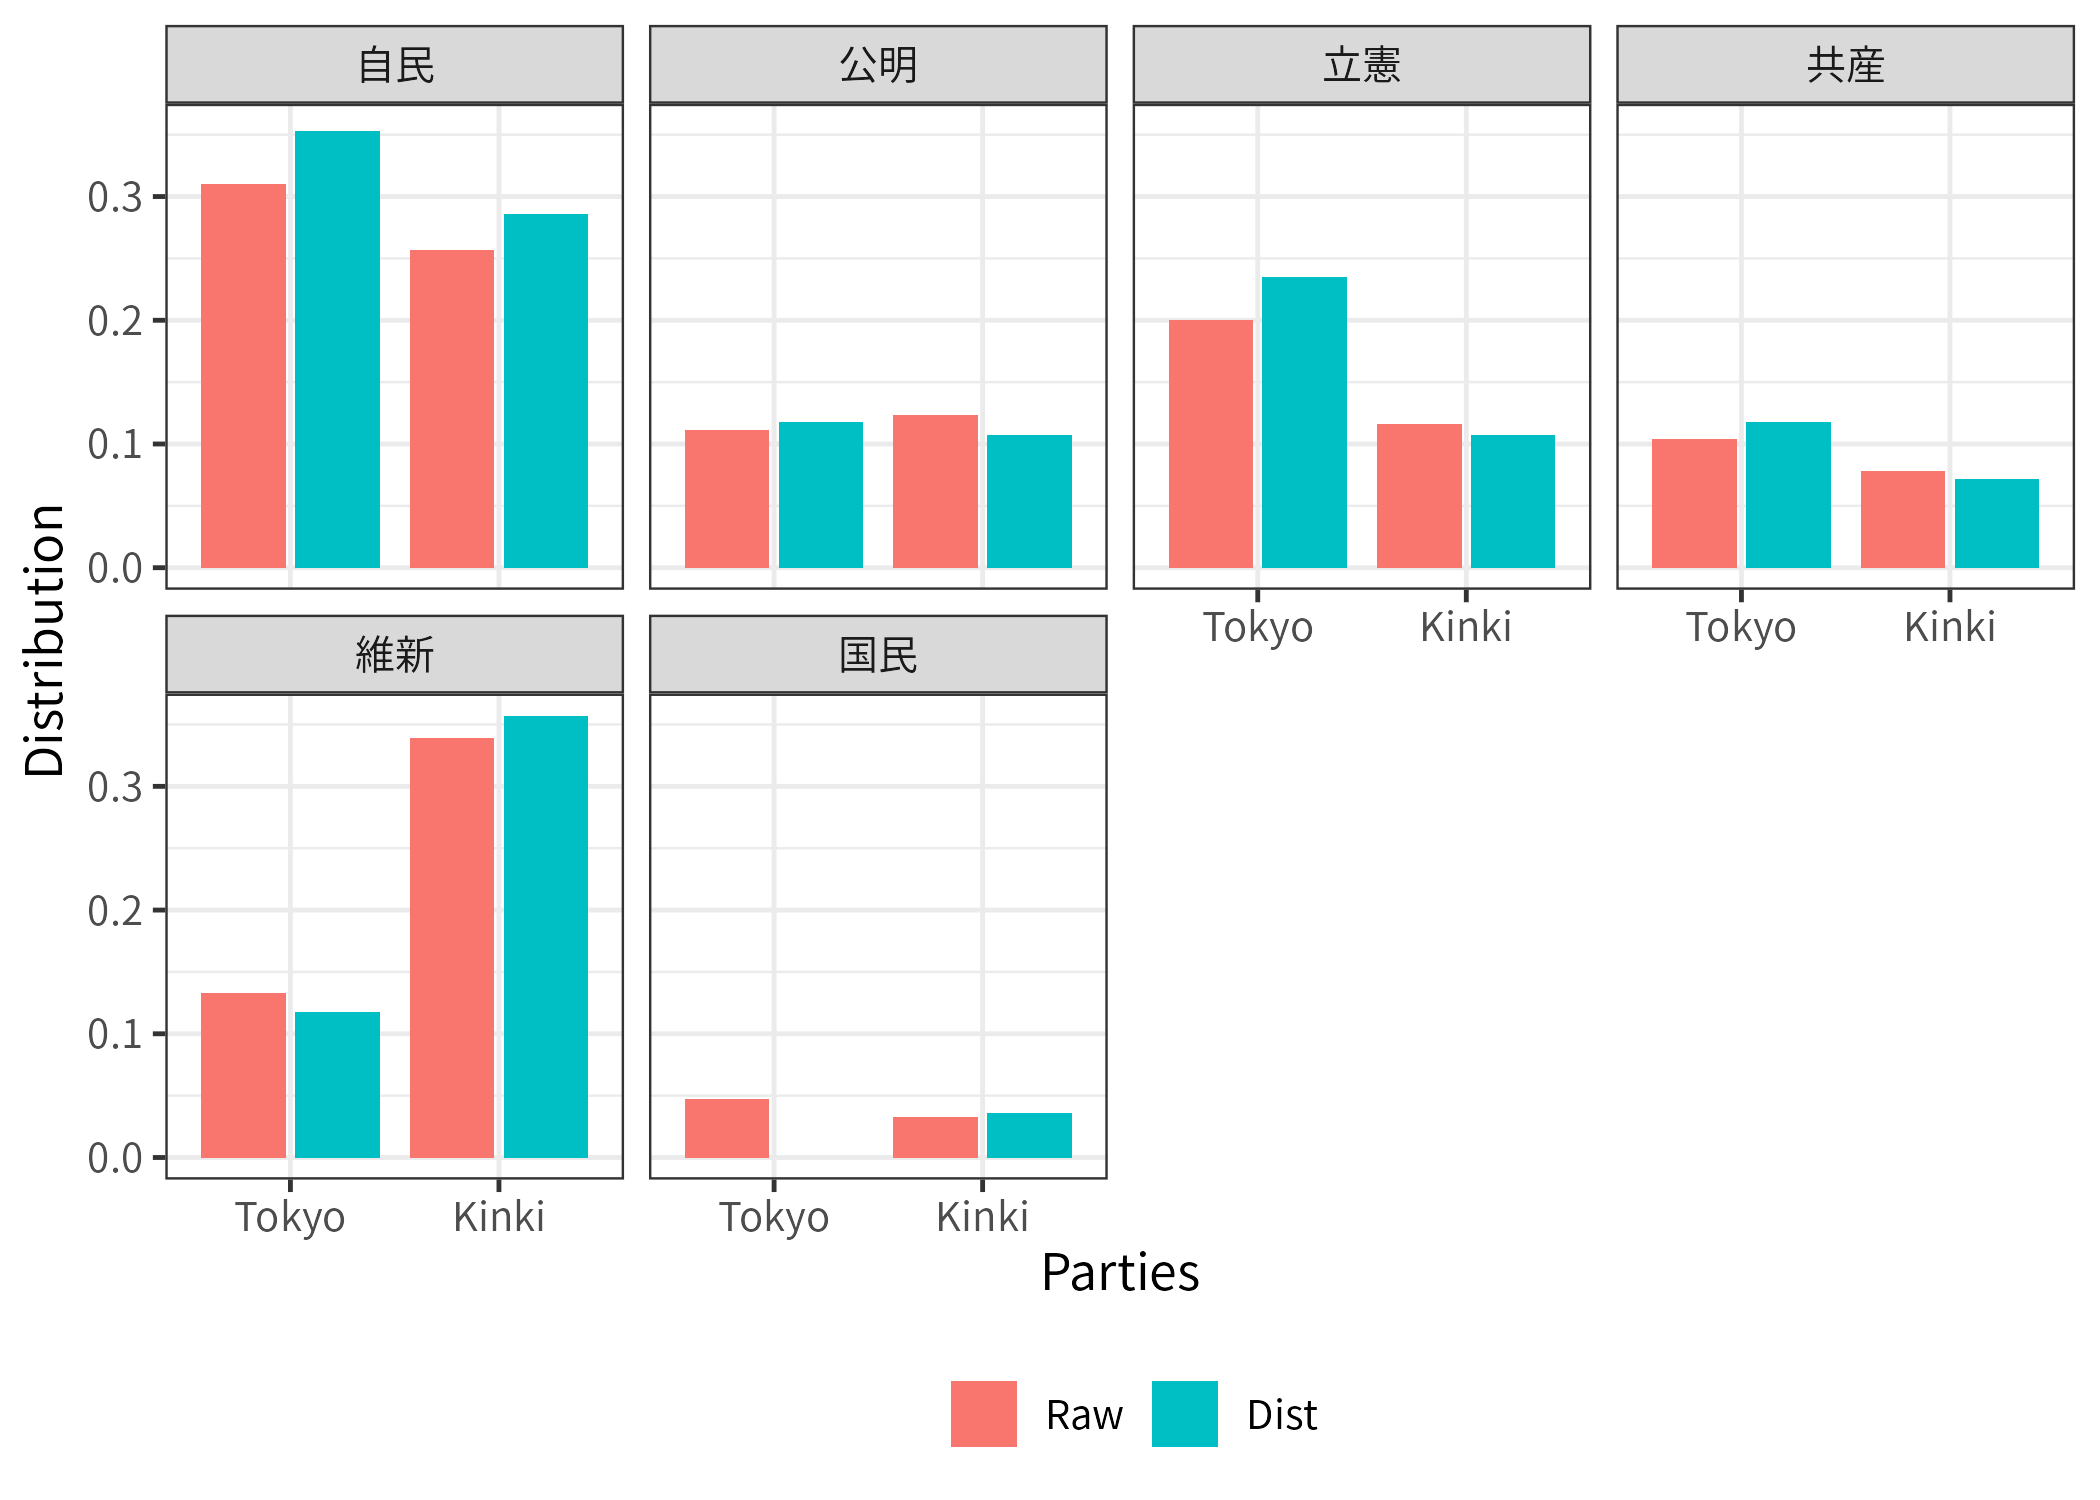 自民
公明
立憲
共産
0.3
0.2
0.1
0.0
Tokyo Kinki
Tokyo Kinki
維新
国民
0.3
0.2
0.1
0.0
Tokyo Kinki
Tokyo Kinki
Distribution
Parties
Raw
Dist